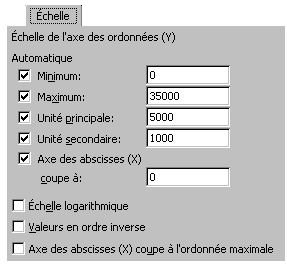 Échelle
Échelle de l'axe des ordonnées (Y)
Automatique
Minimum: 0
Maximum: 35000
Unité principale: 5000
Unité secondaire: 1000
Axe des abscisses (X)
coupe à: 0
Échelle logarithmique
Valeurs en ordre inverse
Axe des abscisses (X) coupe à l'ordonnée maximale